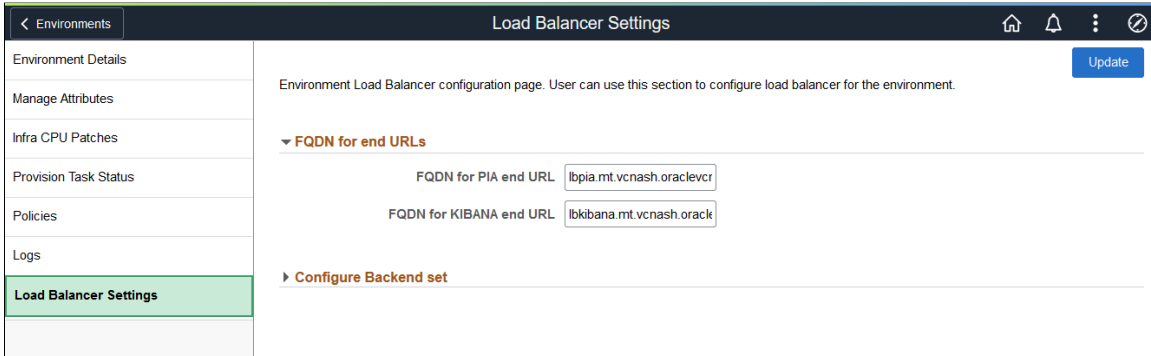 Environments
Load Balancer Settings
Environment Details
Manage Attributes
Infra CPU Patches
Provision Task Status
Policies
Logs
Load Balancer Settings
Update
Environment Load Balancer configuration page. User can use this section to configure load balancer for the environment.
FQDN for end URLs
FQDN for PIA end URL lbpia.mt.vcnash.oraclevcr
FQDN for KIBANA end URL lbkibana.mt.vcnash.oracle
Configure Backend set